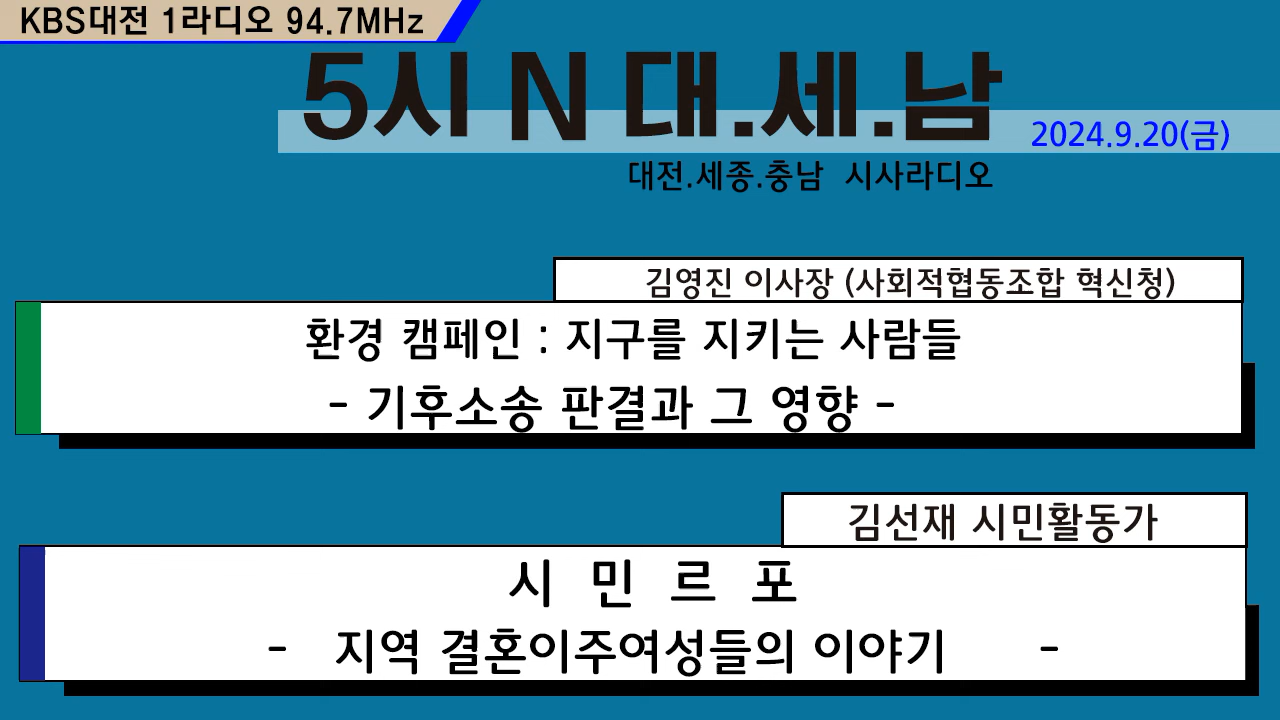 KBS대전 1라디오 94.7MHz
5시 N 대.세.남
2024.9.20(금)
대전.세종.충남 시사라디오
김영진 이사장 (사회적협동조합 혁신청)
환경 캠페인 : 지구를 지키는 사람들
- 기후소송 판결과 그 영향 -
김선재 시민활동가
시 민 르 포
- 지역 결혼이주여성들의 이야기 -